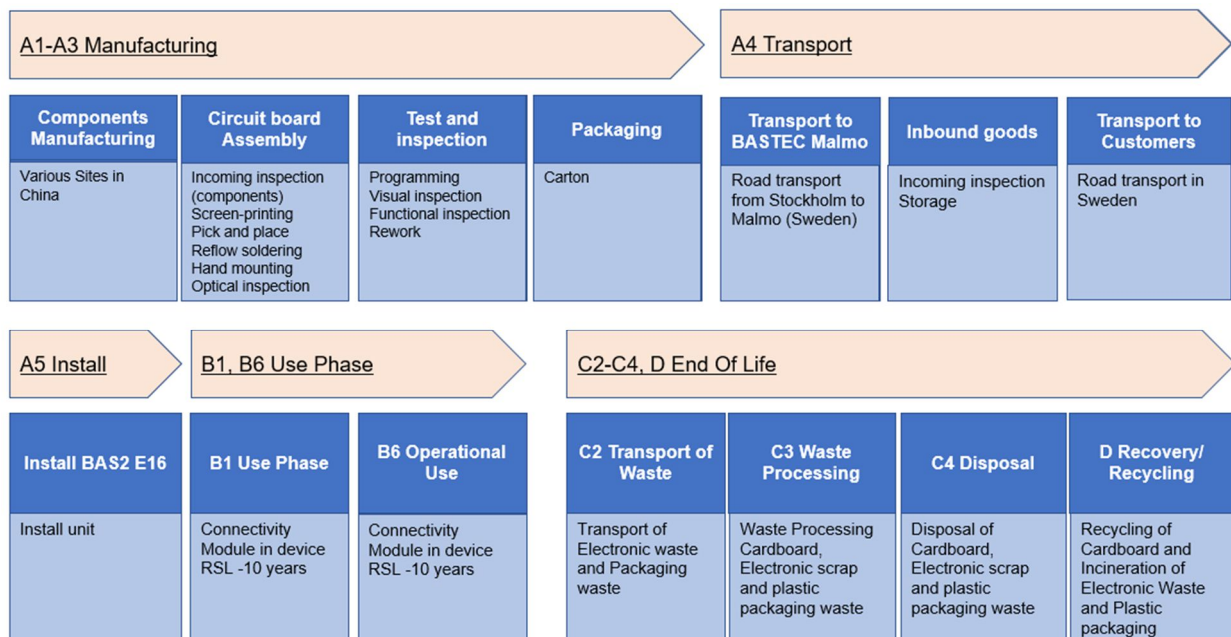 A1-A3 Manufacturing
A4 Transport
Components
Manufacturing
Various Sites in
China
Circuit board
Assembly
Incoming inspection
(components)
Screen-printing
Pick and place
Reflow soldering
Hand mounting
Optical inspection
Test and
inspection
Programming
Visual inspection
Functional inspection
Rework
Packaging
Carton
Transport to
BASTEC Malmo
Road transport
from Stockholm to
Malmo (Sweden)
Inbound goods
Incoming inspection
Storage
Transport to
Customers
Road transport in
Sweden
A5 Install
B1, B6 Use Phase
C2-C4, D End Of Life
Install BAS2 E16
Install unit
B1 Use Phase
Connectivity
Module in device
RSL -10 years
B6 Operational
Use
Connectivity
Module in device
RSL -10 years
C2 Transport of
Waste
Transport of
Electronic waste
and Packaging
waste
C3 Waste
Processing
Waste Processing
Cardboard,
Electronic scrap
and plastic
packaging waste
C4 Disposal
Disposal of
Cardboard,
Electronic scrap
and plastic
packaging waste
D Recovery/
Recycling
Recycling of
Cardboard and
Incineration of
Electronic Waste
and Plastic
packaging